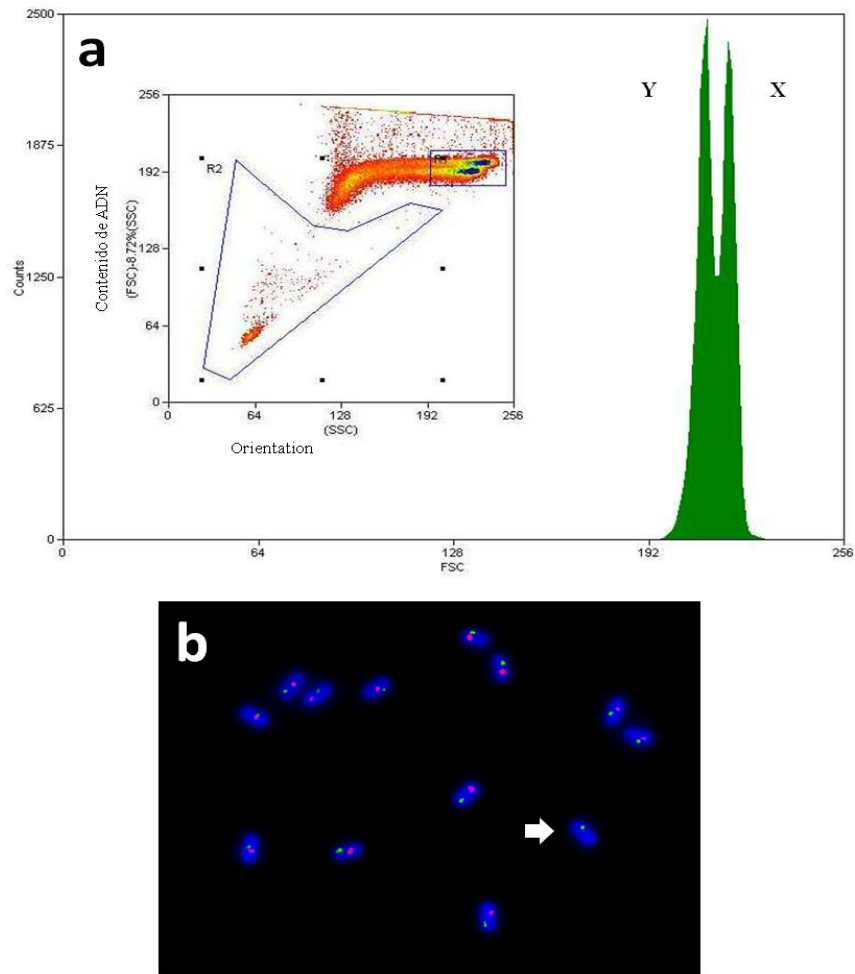 a
2500
1875
1250
625
0
Counts
0
64
128
192
256
FSC
Y
X
256
192
128
64
0
Contenido de ADN
(FSC)-8.72%(SSC)
R2
0
64
128
192
256
(SSC)
Orientation
b